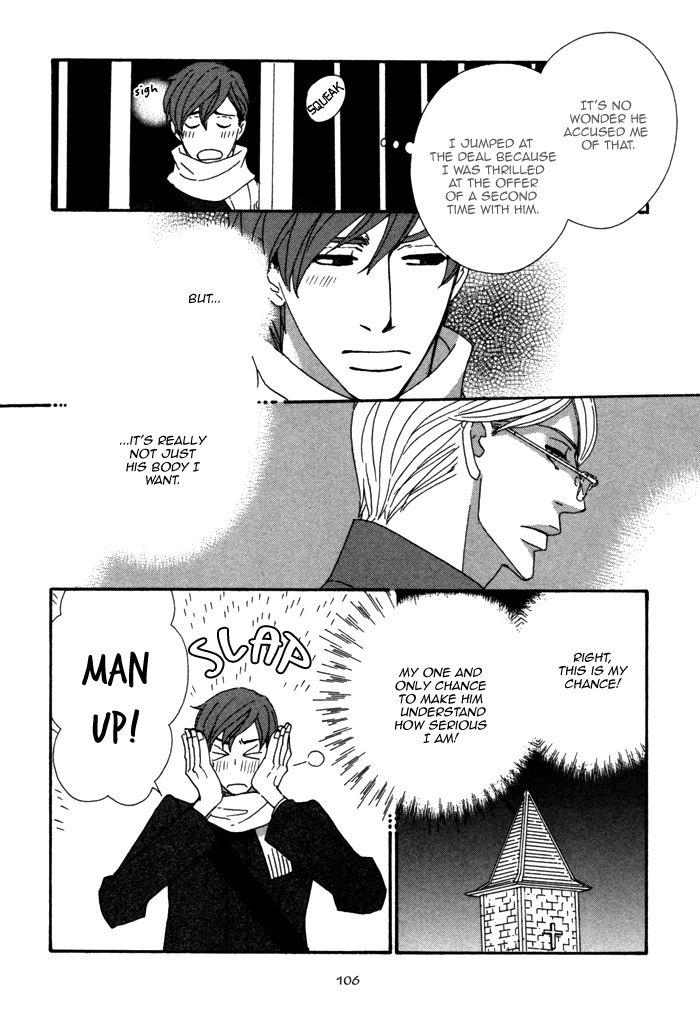 IT'S NO
WONDER HE
ACCUSED ME
OF THAT.
I JUMPED AT
THE DEAL BECAUSE
I WAS THRILLED
AT THE OFFER
OF A SECOND
TIME WITH HIM.
SQUEAK
sigh
BUT...
...IT'S REALLY
NOT JUST
HIS BODY I
WANT.
RIGHT,
THIS IS MY
CHANCE!
MY ONE AND
ONLY CHANCE
TO MAKE HIM
UNDERSTAND
HOW SERIOUS
I AM!
SLAP
MAN
UP!
106